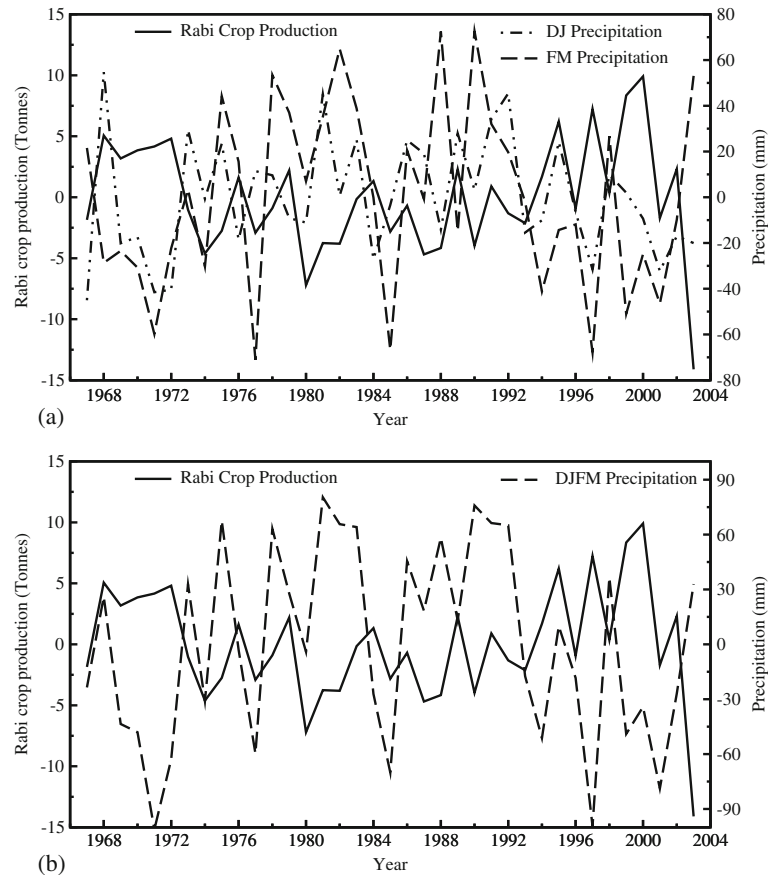 Rabi Crop Production
DJ Precipitation
FM Precipitation
Rabi crop production (Tonnes)
15
10
5
0
-5
-10
-15
80
60
40
20
0
-20
-40
-60
-80
Precipitation (mm)
1968 1972 1976 1980 1984 1988 1992 1996 2000 2004
Year
(a)
Rabi Crop Production
DJFM Precipitation
Rabi crop production (Tonnes)
15
10
5
0
-5
-10
-15
90
60
30
0
-30
-60
-90
Precipitation (mm)
1968 1972 1976 1980 1984 1988 1992 1996 2000 2004
Year
(b)